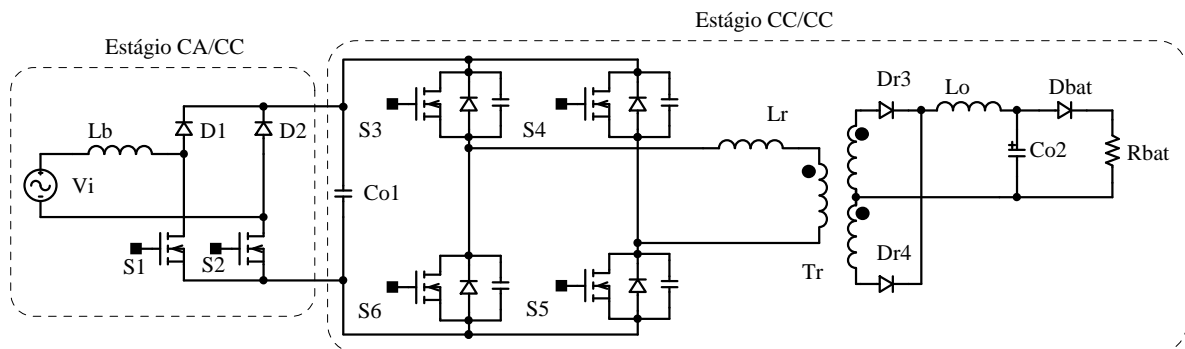 Estágio CC/CC
Estágio CA/CC
Lb
D1
D2
Vi
S1
S2
Co1
S3
S4
S6
S5
Lr
Tr
Dr3
Dr4
Lo
Dbat
Co2
Rbat